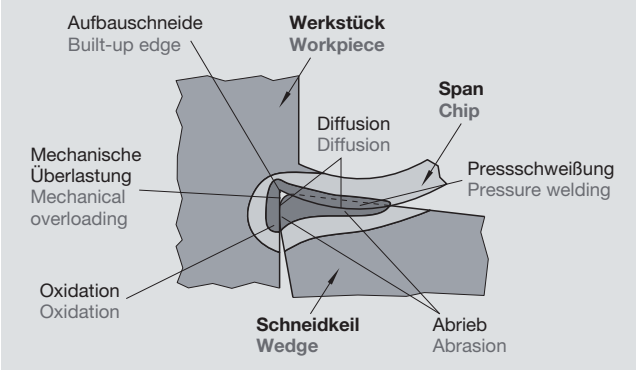 Aufbauschneide
Built-up edge
Werkstück
Workpiece
Span
Chip
Diffusion
Diffusion
Mechanische
Überlastung
Mechanical
overloading
Pressschweißung
Pressure welding
Oxidation
Oxidation
Schneidkeil
Wedge
Abrieb
Abrasion